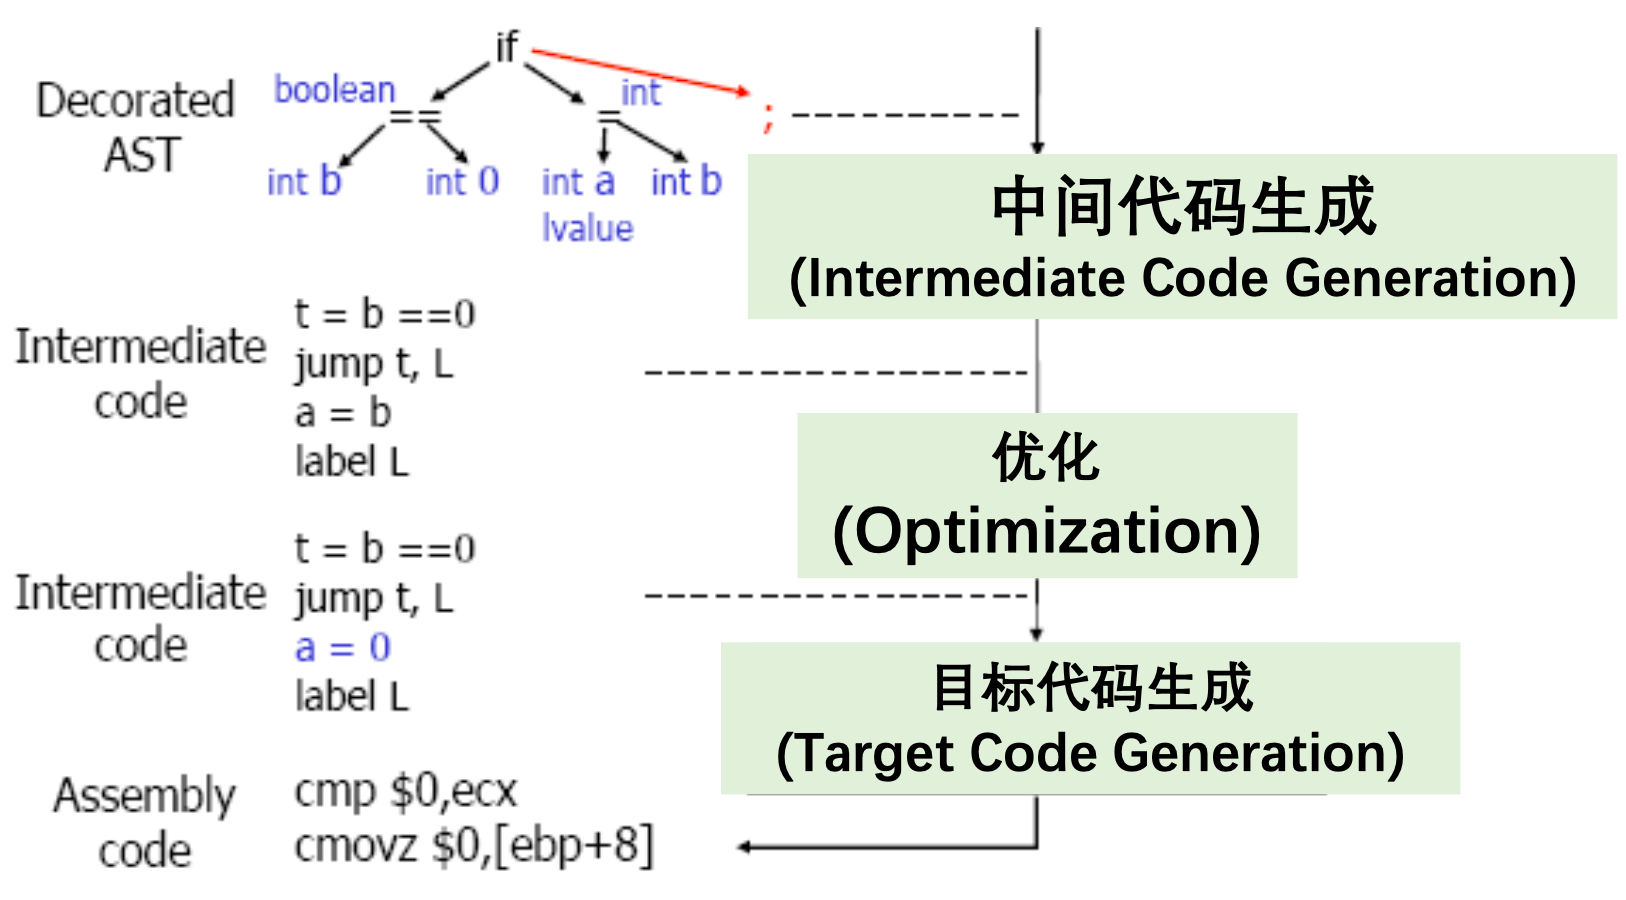 if
boolean
int
Decorated
AST
==
=
;
int b
int 0
int a
int b
lvalue
中间代码生成
(Intermediate Code Generation)
Intermediate
code
t = b ==0
jump t, L
a = b
label L
优化
(Optimization)
Intermediate
code
t = b ==0
jump t, L
a = 0
label L
目标代码生成
(Target Code Generation)
Assembly
code
cmp $0,ecx
cmovz $0,[ebp+8]